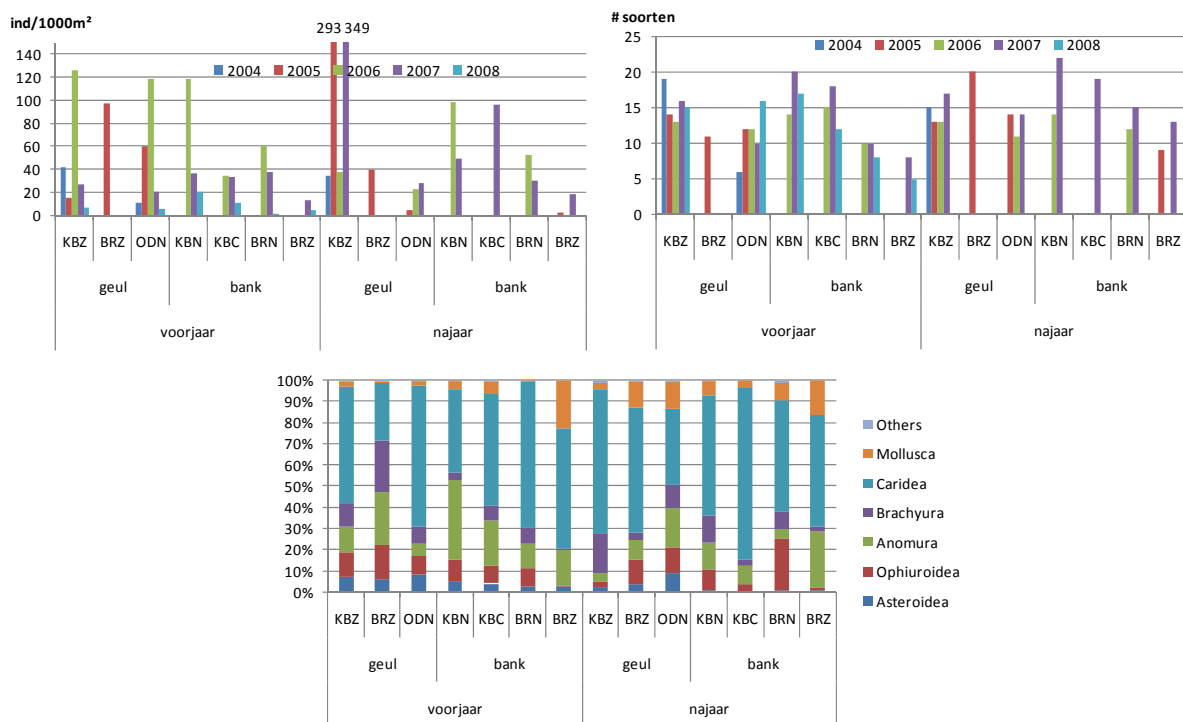 ind/1000m²
293 349
140
120
100
80
60
40
20
0
2004 2005 2006 2007 2008
KBZ BRZ ODN KBN KBC BRN BRZ KBZ BRZ ODN KBN KBC BRN BRZ
geul bank geul bank
voorjaar najaar
# soorten
25
20
15
10
5
0
2004 2005 2006 2007 2008
KBZ BRZ ODN KBN KBC BRN BRZ KBZ BRZ ODN KBN KBC BRN BRZ
geul bank geul bank
voorjaar najaar
100%
90%
80%
70%
60%
50%
40%
30%
20%
10%
0%
KBZ BRZ ODN KBN KBC BRN BRZ KBZ BRZ ODN KBN KBC BRN BRZ
geul bank geul bank
voorjaar najaar
Others
Mollusca
Caridea
Brachyura
Anomura
Ophiuroidea
Asteroidea